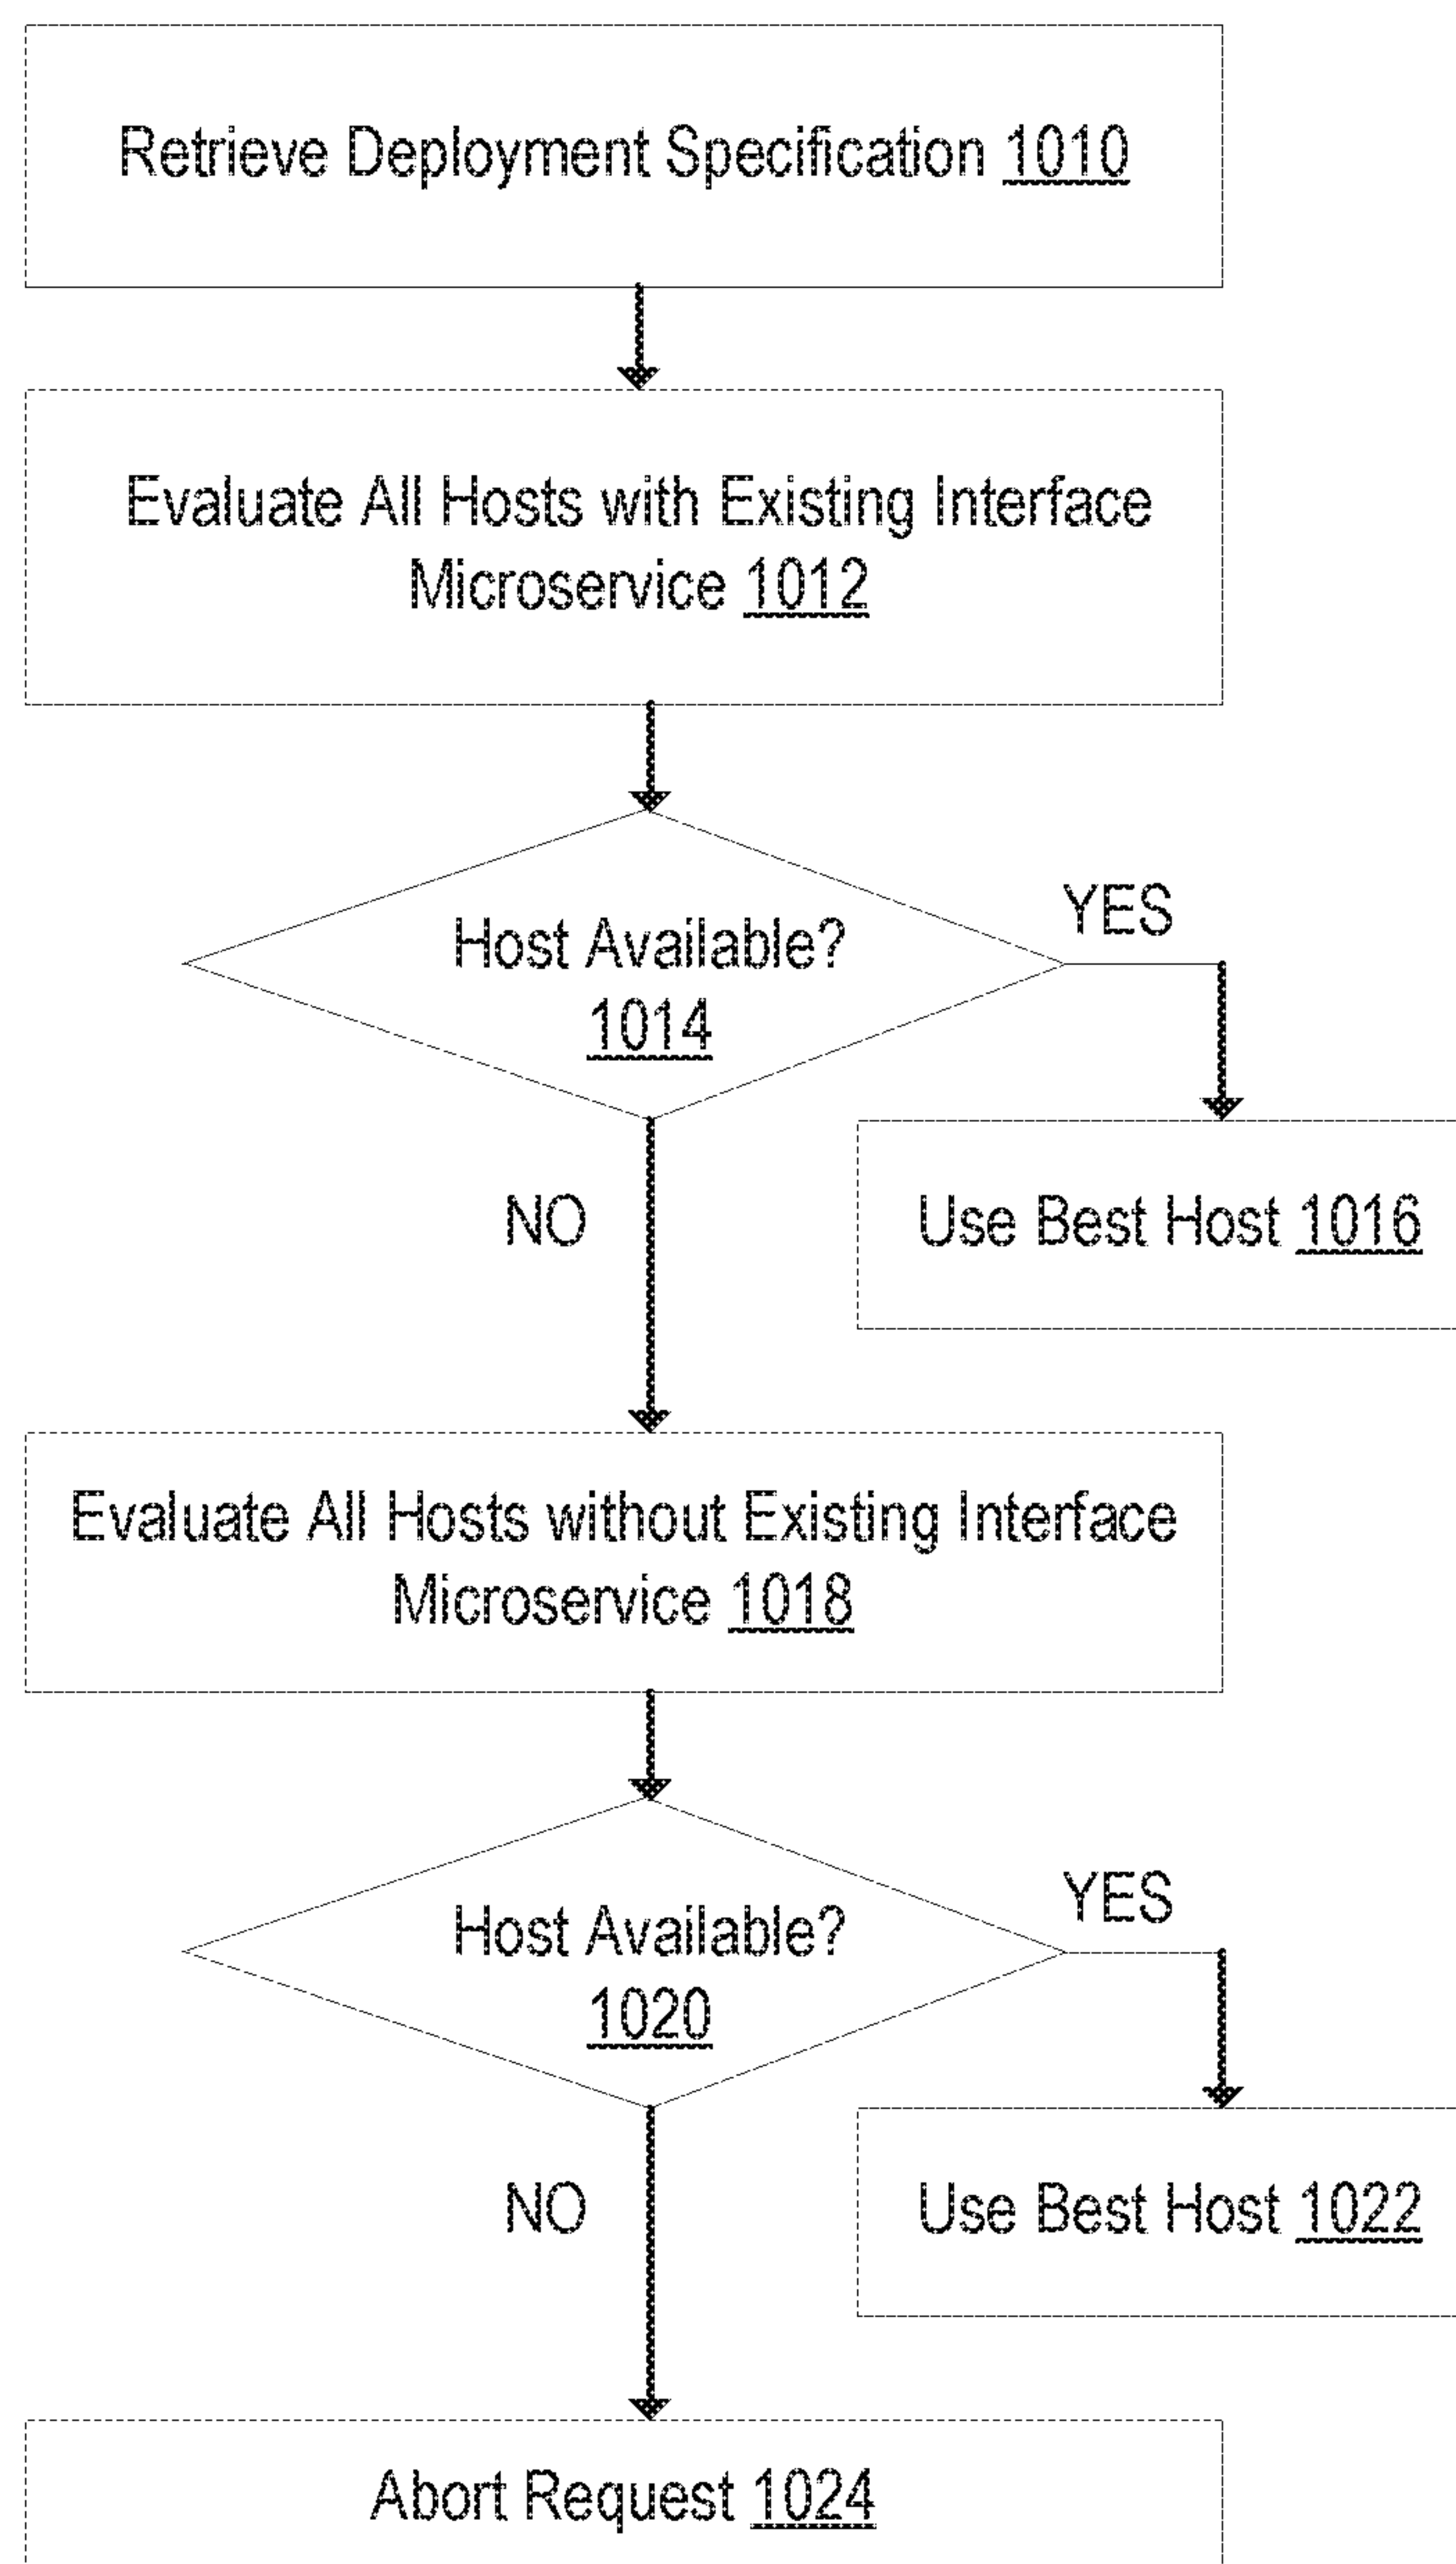 Retrieve Deployment Specification 1010
Evaluate All Hosts with Existing Interface
Microservice 1012
Host Available?
1014
YES
NO
Use Best Host 1016
Evaluate All Hosts without Existing Interface
Microservice 1018
Host Available?
1020
YES
NO
Use Best Host 1022
Abort Request 1024